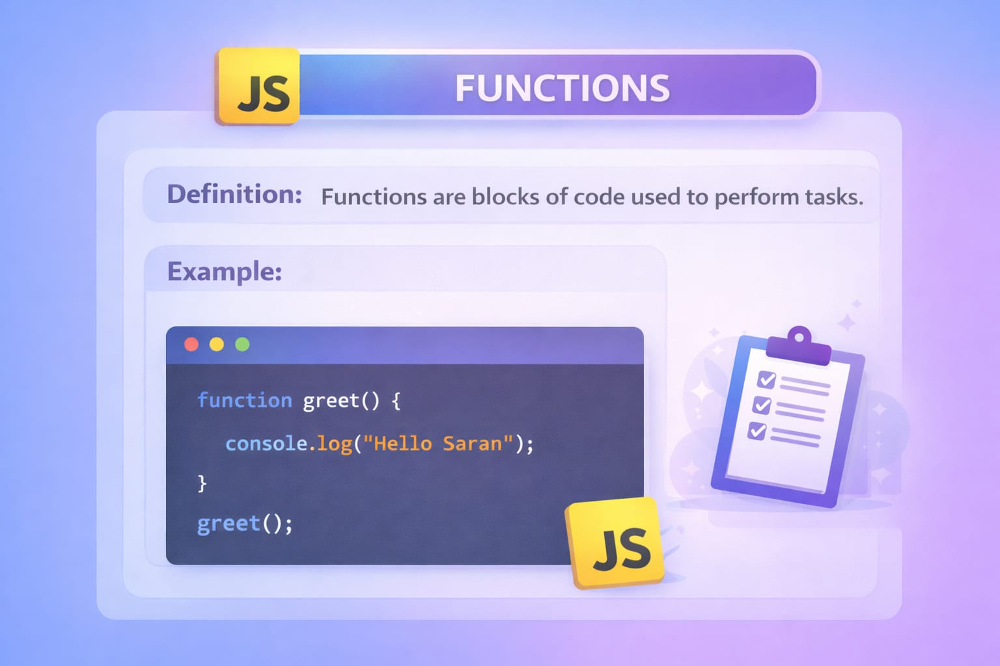 JS
FUNCTIONS
Definition: Functions are blocks of code used to perform tasks.
Example:
function greet() {
console.log("Hello Saran");
}
greet();
JS